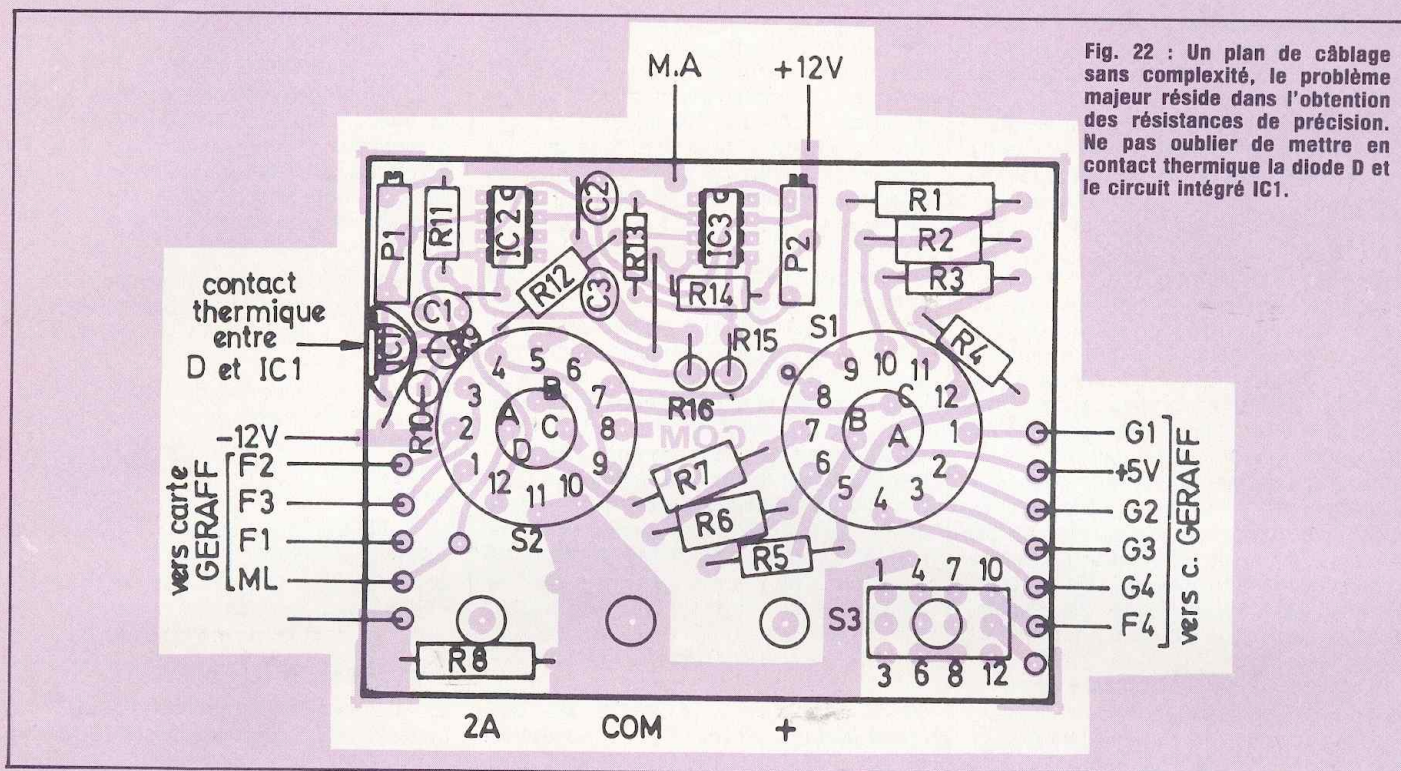 Fig. 22 : Un plan de câblage
sans complexité, le problème
majeur réside dans l'obtention
des résistances de précision.
Ne pas oublier de mettre en
contact thermique la diode D et
le circuit intégré IC1.
M.A +12V
P1 R11 IC2 C2 R13 IC3 P2 R1
R2
R3
R12 C3 R14
contact
thermique
entre
D et IC1
IC1 C1 R9
R10
R16 R15
S1
R4
4 5 6 7 8 9 10 11 12 1 2 3
A B C D
S2
9 10 11 12 1 2 3 4 5 6 7 8
A B C
COM
R7
R6
R5
-12V
F2
F3
F1
ML
vers carte
GERAFF
G1
+5V
G2
G3
G4
F4
vers c. GERAFF
1 4 7 10
S3
3 6 8 12
R8
2A COM +